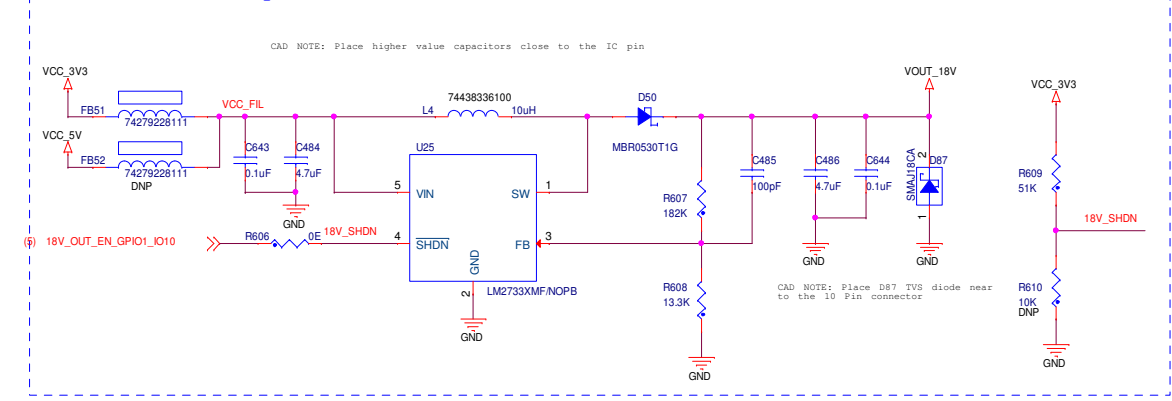 CAD NOTE: Place higher value capacitors close to the IC pin
VCC_3V3
FB51
74279228111
VCC_5V
FB52
74279228111
DNP
VCC_FIL
C643
0.1uF
C484
4.7uF
GND
L4
74438336100
10uH
D50
MBR0530T1G
VOUT_18V
U25
5
VIN
SW
1
4
SHDN
FB
3
GND
2
LM2733XMF/NOPB
GND
(5) 18V_OUT_EN_GPIO1_IO10
R606
0E
18V_SHDN
R607
182K
R608
13.3K
GND
C485
100pF
C486
4.7uF
C644
0.1uF
GND
2
D87
SMAJ18CA
1
GND
CAD NOTE: Place D87 TVS diode near
to the 10 Pin connector
VCC_3V3
R609
51K
18V_SHDN
R610
10K
DNP
GND